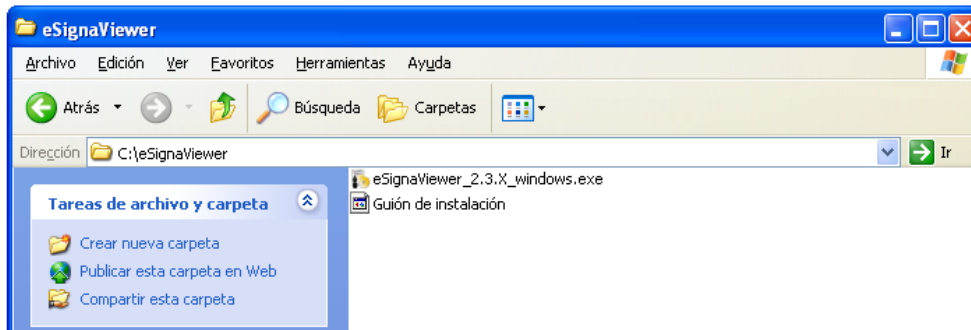 eSignaViewer
Archivo Edición Ver Favoritos Herramientas Ayuda
Atrás Búsqueda Carpetas
Dirección C:\eSignaViewer Ir
eSignaViewer_2.3.X_windows.exe
Guión de instalación
Tareas de archivo y carpeta
Crear nueva carpeta
Publicar esta carpeta en Web
Compartir esta carpeta